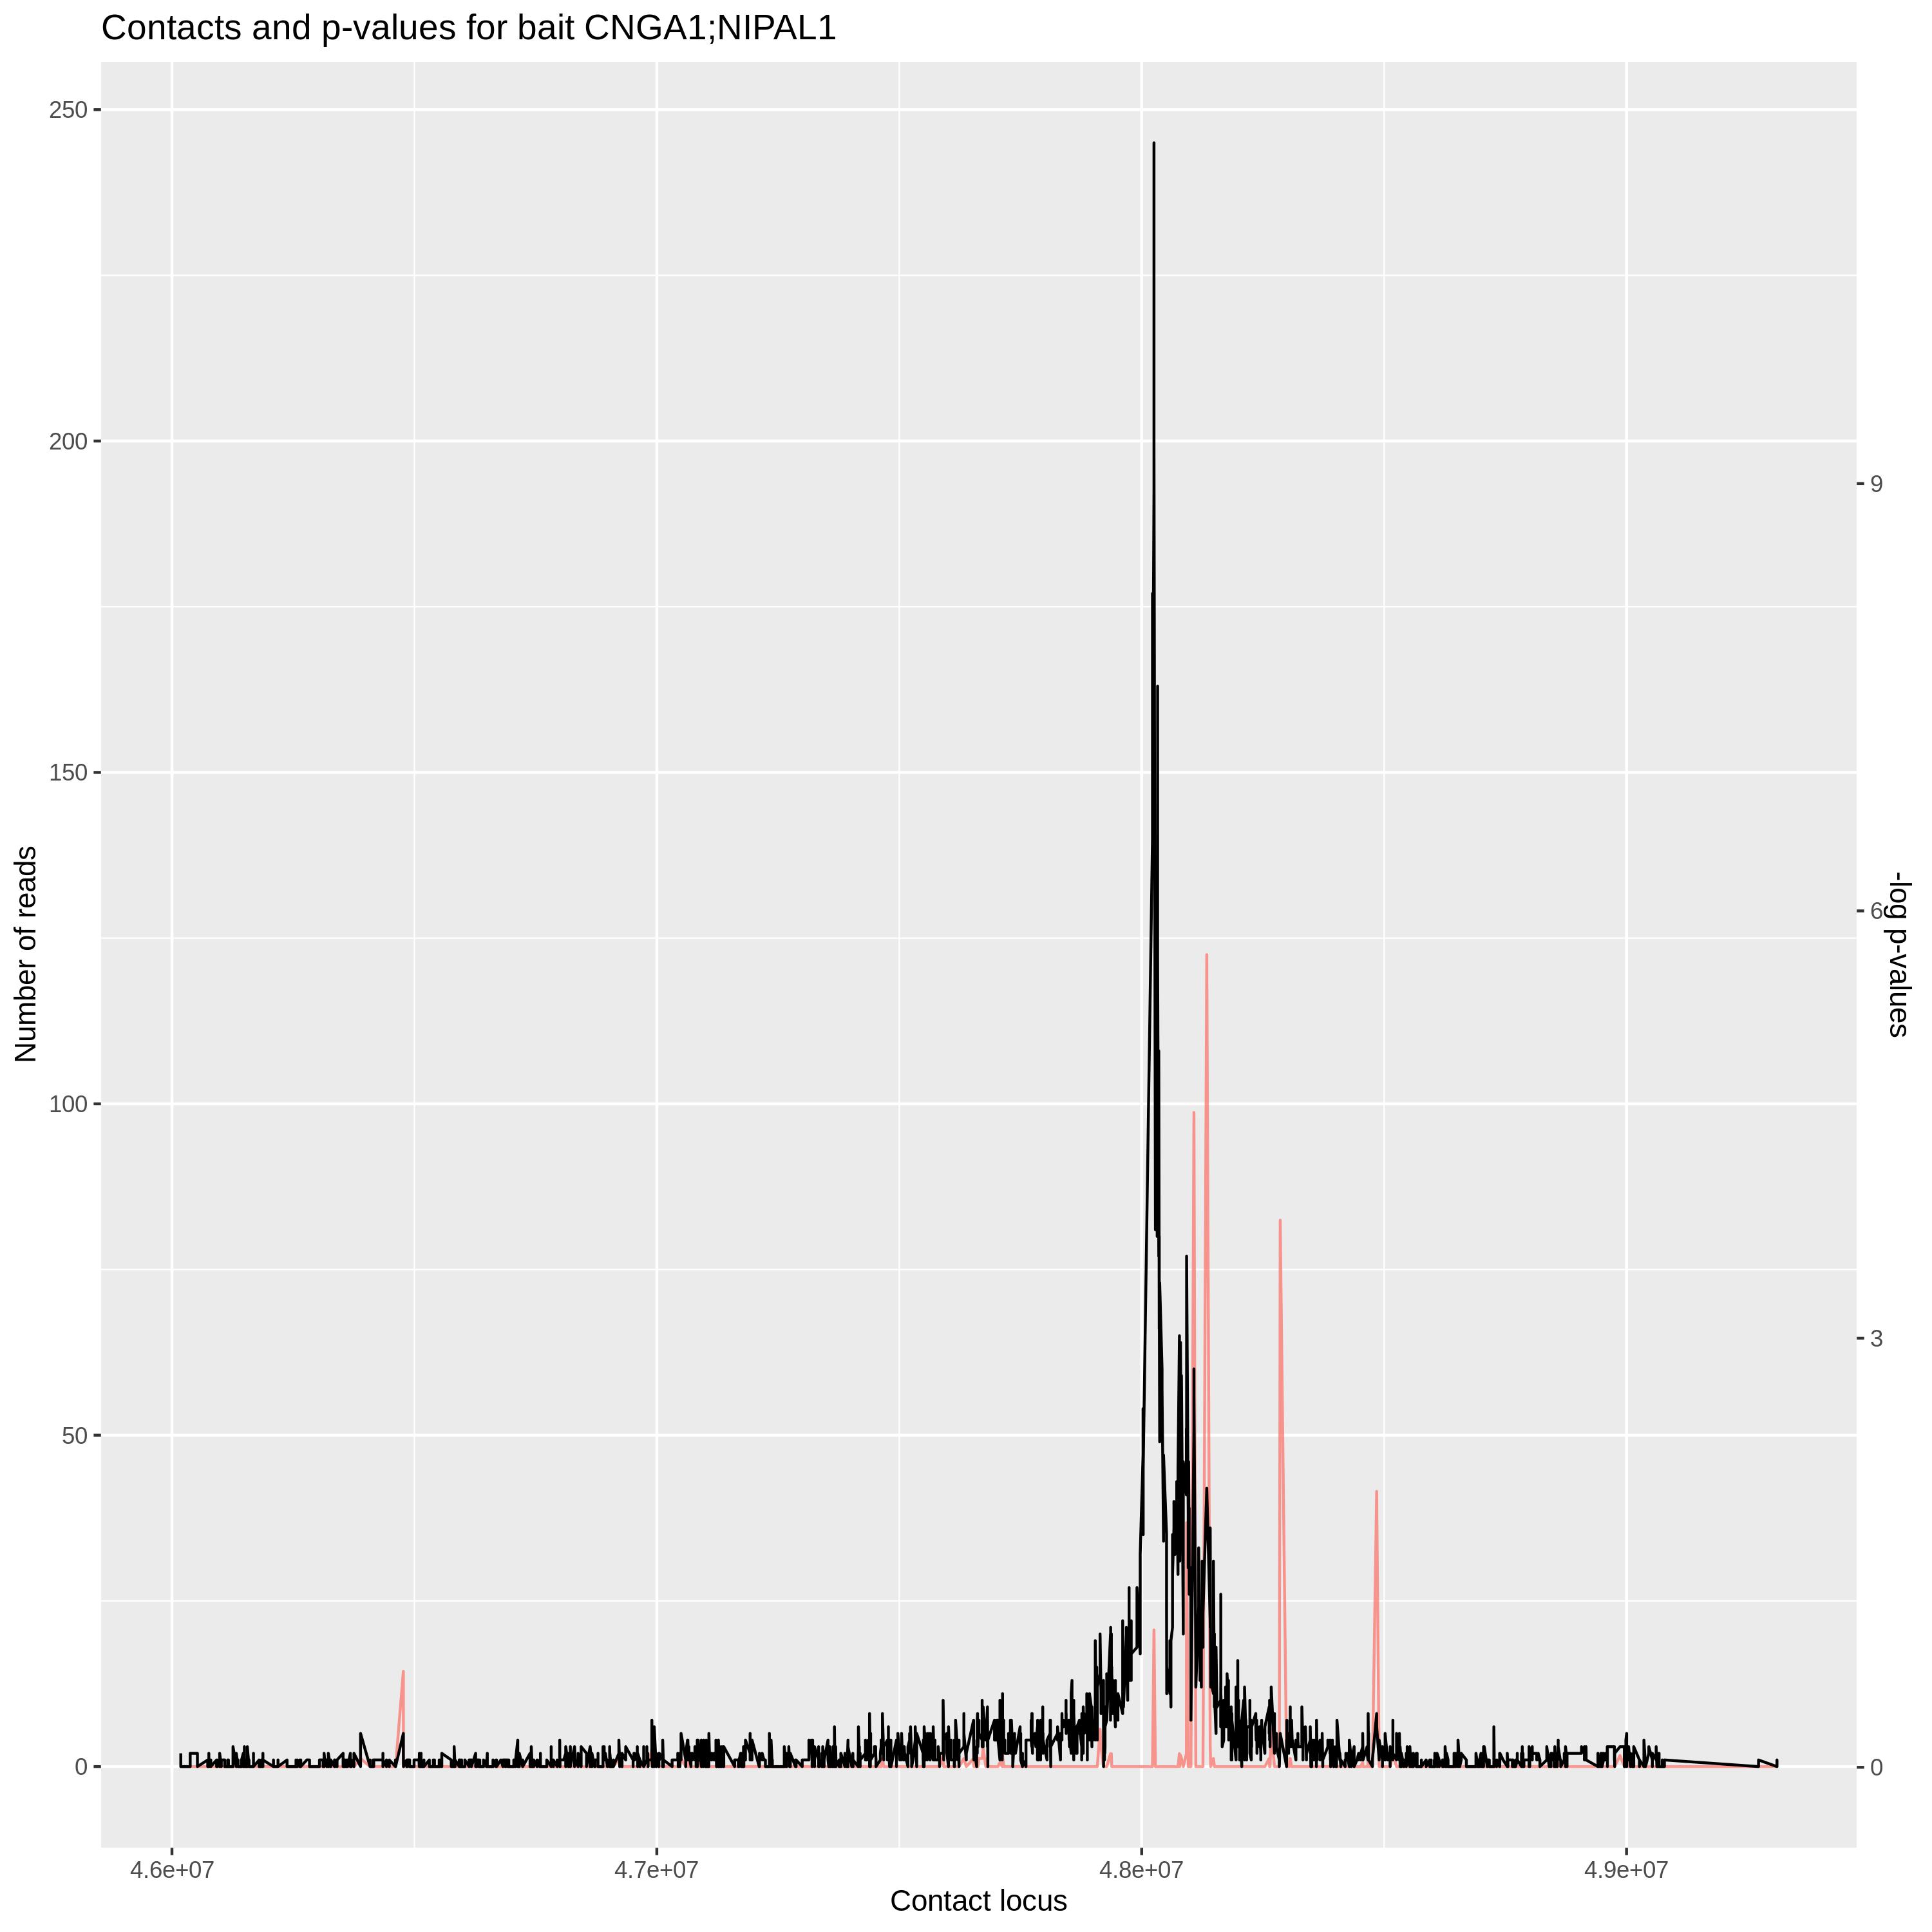 Contacts and p-values for bait CNGA1;NIPAL1
250
200
150
100
50
0
Number of reads
9
6
3
0
-log p-values
4.6e+07
4.7e+07
4.8e+07
4.9e+07
Contact locus